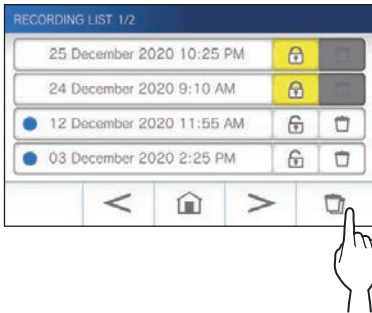 RECORDING LIST 1/2
25 December 2020 10:25 PM
24 December 2020 9:10 AM
12 December 2020 11:55 AM
03 December 2020 2:25 PM